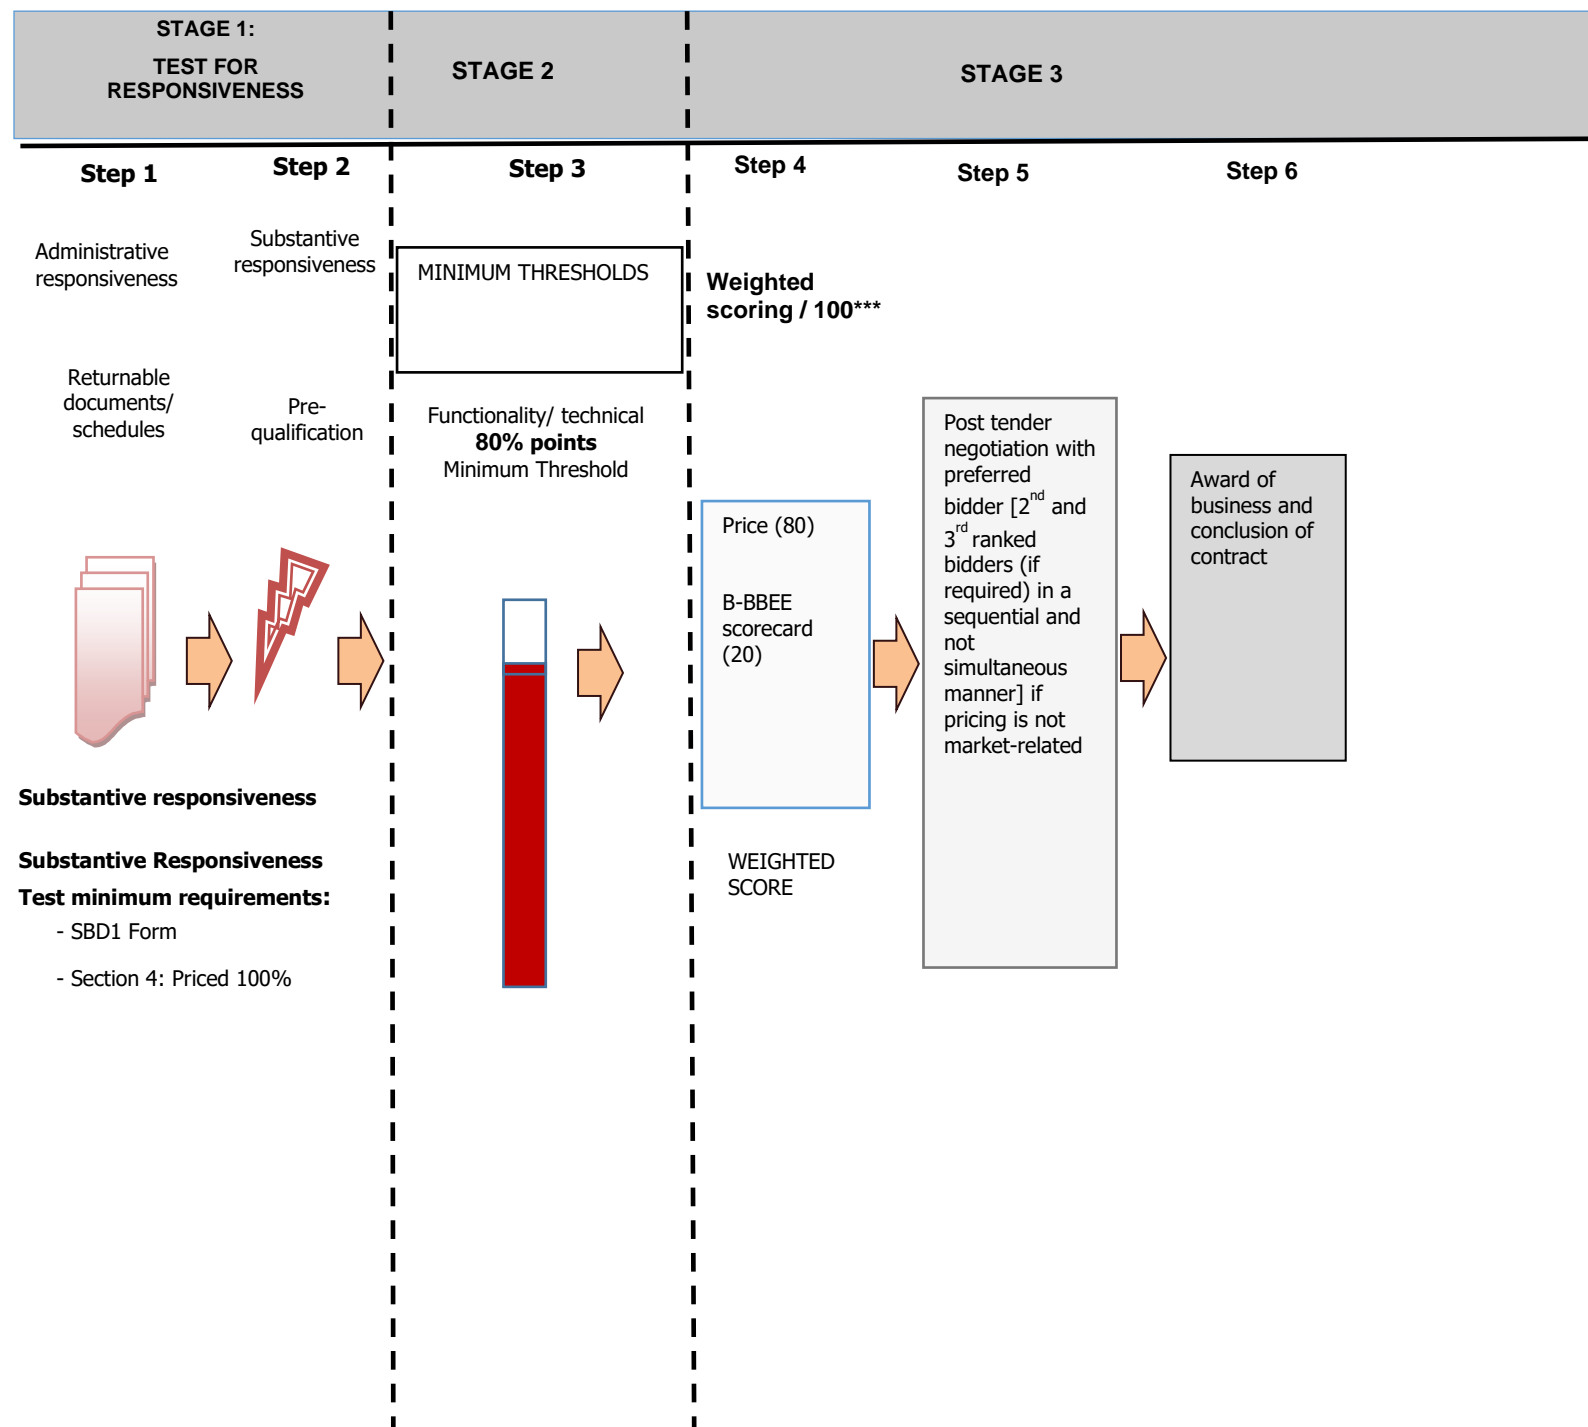 STAGE 1:
TEST FOR
RESPONSIVENESS
STAGE 2
STAGE 3
Step 1
Step 2
Step 3
Step 4
Step 5
Step 6
Administrative
responsiveness
Substantive
responsiveness
MINIMUM THRESHOLDS
Weighted
scoring / 100***
Returnable
documents/
schedules
Pre-
qualification
Functionality/ technical
80% points
Minimum Threshold
Price (80)
B-BBEE
scorecard
(20)
WEIGHTED
SCORE
Post tender
negotiation with
preferred
bidder [2nd and
3rd ranked
bidders (if
required) in a
sequential and
not
simultaneous
manner] if
pricing is not
market-related
Award of
business and
conclusion of
contract
Substantive responsiveness
Substantive Responsiveness
Test minimum requirements:
- SBD1 Form
- Section 4: Priced 100%